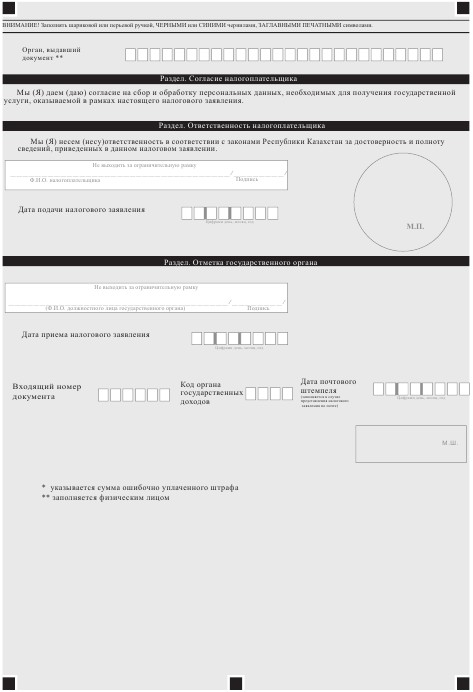 ВНИМАНИЕ! Заполнять шариковой или перьевой ручкой, ЧЕРНЫМИ или СИНИМИ чернилами, ЗАГЛАВНЫМИ ПЕЧАТНЫМИ символами.
Орган, выдавший
документ **
Раздел. Согласие налогоплательщика
Мы (Я) даем (даю) согласие на сбор и обработку персональных данных, необходимых для получения государственной
услуги, оказываемой в рамках настоящего налогового заявления.
Раздел. Ответственность налогоплательщика
Мы (Я) несем (несу)ответственность в соответствии с законами Республики Казахстан за достоверность и полноту
сведений, приведенных в данном налоговом заявлении.
Не выходить за ограничительную рамку
/ /
Ф.И.О. налогоплательщика Подпись
Дата подачи налогового заявления
(цифрами день, месяц, год)
М.П.
Раздел. Отметка государственного органа
Не выходить за ограничительную рамку
/ /
(Ф.И.О. должностного лица государственного органа) Подпись
Дата приема налогового заявления
(цифрами день, месяц, год)
Входящий номер
документа
Код органа
государственных
доходов
Дата почтового
штемпеля
(заполняется в случае
представления налогового
заявления по почте)
(цифрами день, месяц, год)
М.Ш.
* указывается сумма ошибочно уплаченного штрафа
** заполняется физическим лицом